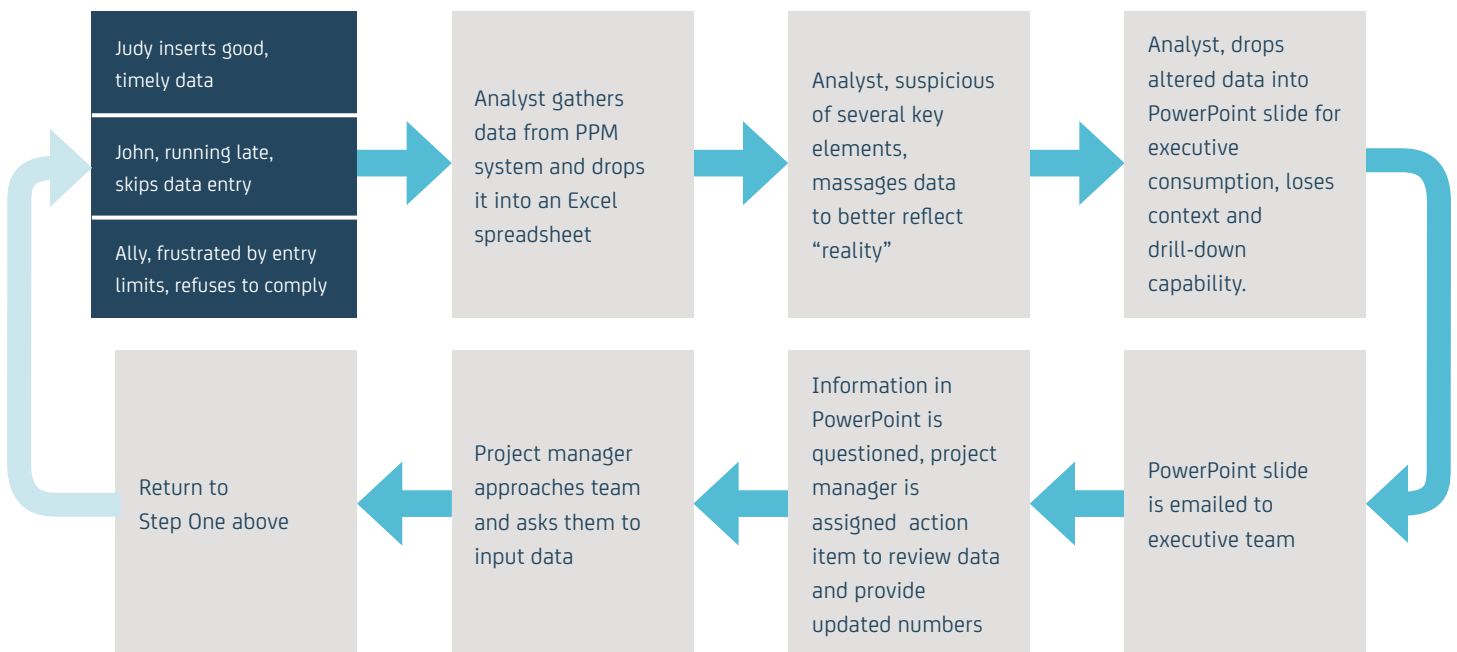 Judy inserts good,
timely data
John, running late,
skips data entry
Ally, frustrated by entry
limits, refuses to comply
Analyst gathers
data from PPM
system and drops
it into an Excel
spreadsheet
Analyst, suspicious
of several key
elements,
massages data
to better reflect
“reality”
Analyst, drops
altered data into
PowerPoint slide for
executive
consumption, loses
context and
drill-down
capability.
PowerPoint slide
is emailed to
executive team
Information in
PowerPoint is
questioned, project
manager is
assigned  action
item to review data
and provide
updated numbers
Project manager
approaches team
and asks them to
input data
Return to
Step One above